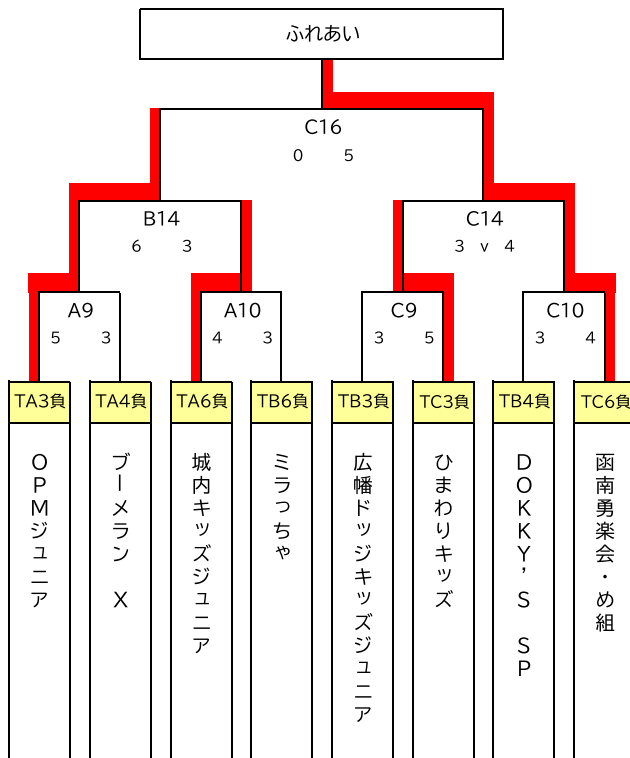 ふれあい
C16
0 5
B14
6 3
C14
3 v 4
A9
5 3
A10
4 3
C9
3 5
C10
3 4
TA3負
TA4負
TA6負
TB6負
TB3負
TC3負
TB4負
TC6負
OPMジュニア
ブーメラン X
城内キッズジュニア
ミラっちゃ
広幡ドッジキッズジュニア
ひまわりキッズ
DOKKY'S SP
函南勇楽会・め組